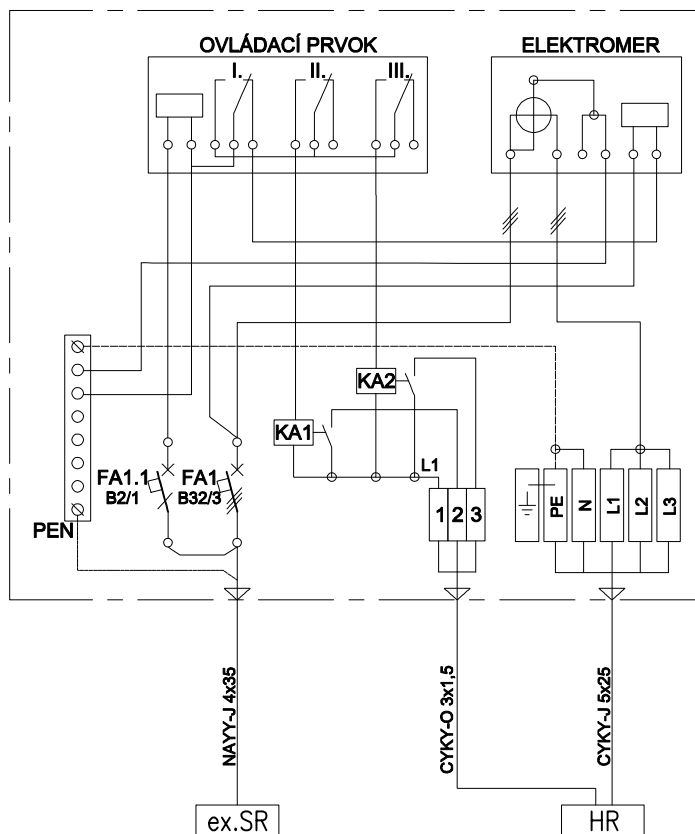 OVLÁDACÍ PRVOK
ELEKTROMER
I.
II.
III.
KA2
KA1
L1
FA1.1
B2/1
FA1
B32/3
PEN
1
2
3
PE
N
L1
L2
L3
NAYY-J 4x35
CYKY-O 3x1,5
CYKY-J 5x25
ex.SR
HR